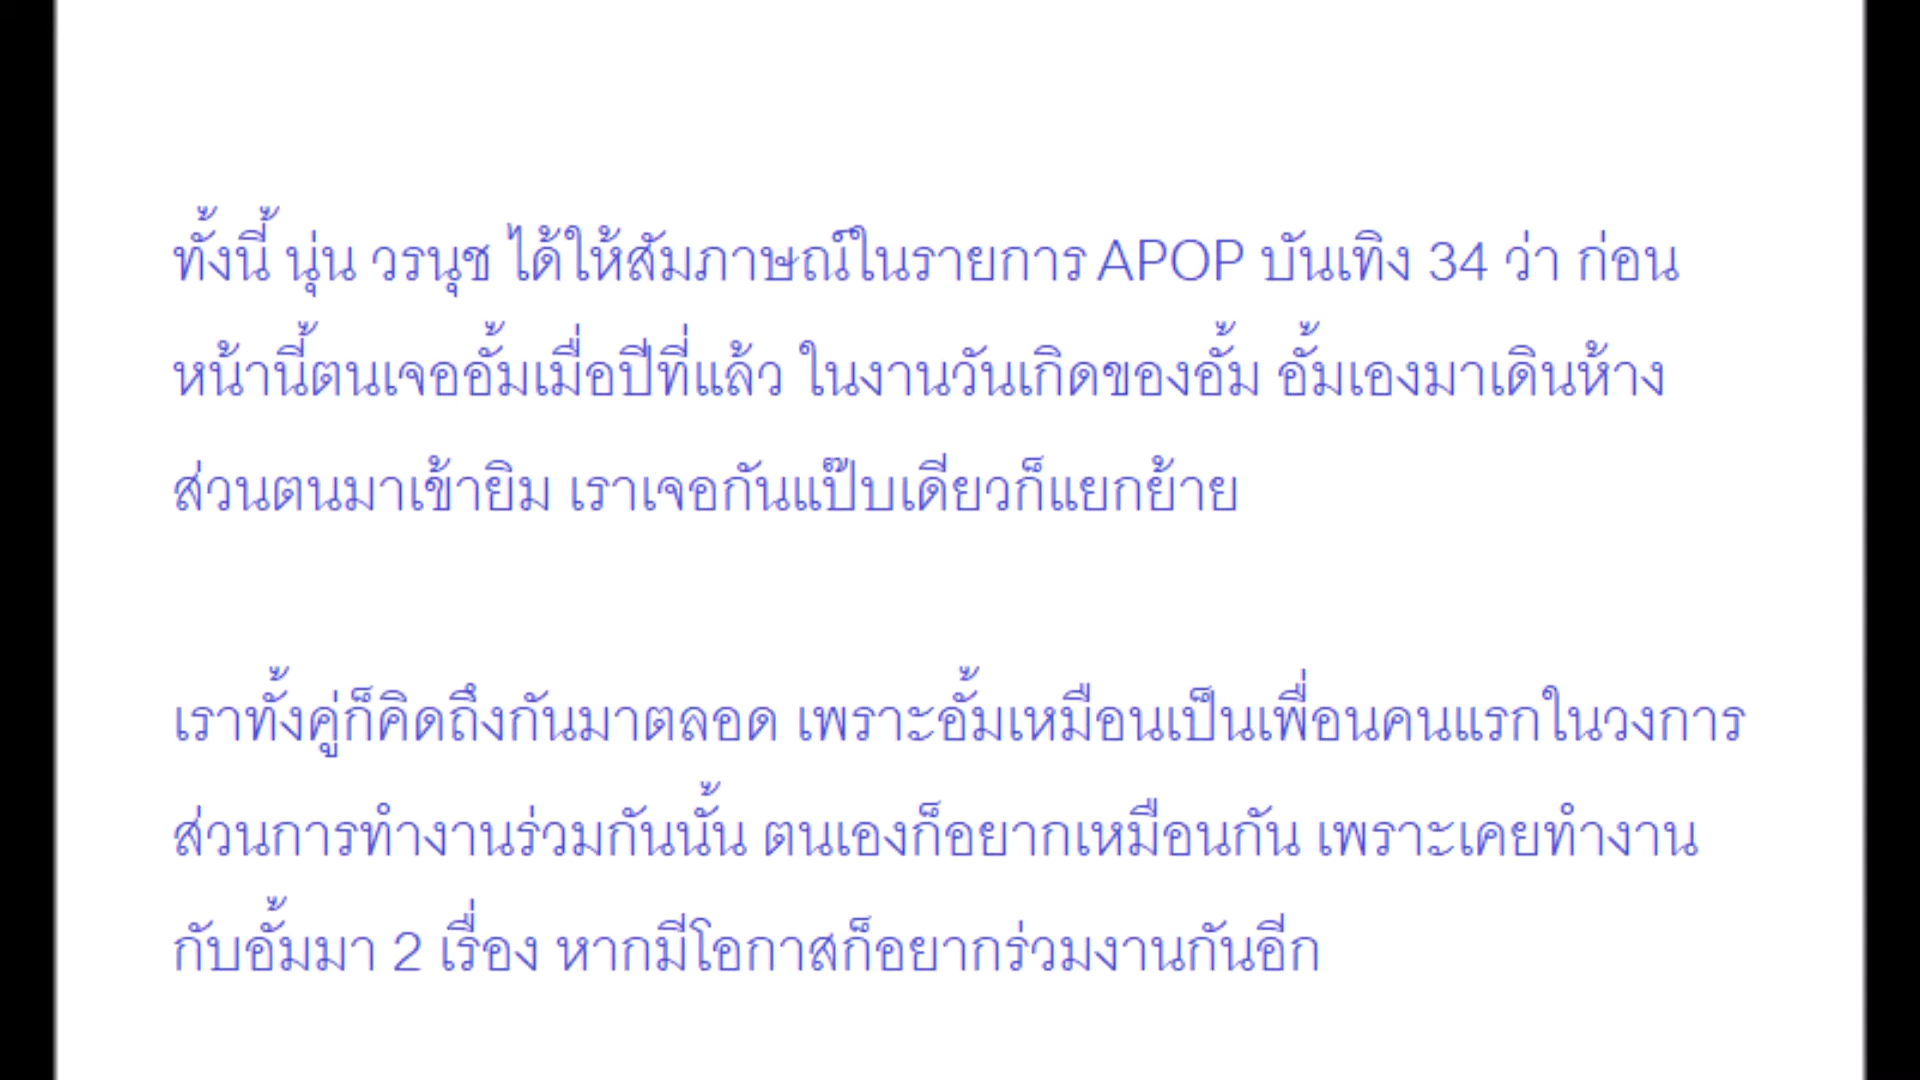 ทั้งนี้ นุ่น วรนุช ได้ให้สัมภาษณ์ในรายการ APOP บันเทิง 34 ว่า ก่อน
หน้านี้ตนเจออั้มเมื่อปีที่แล้ว ในงานวันเกิดของอั้ม อั้มเองมาเดินห้าง
ส่วนตนมาเข้ายิม เราเจอกันแป๊บเดียวก็แยกย้าย
เราทั้งคู่ก็คิดถึงกันมาตลอด เพราะอั้มเหมือนเป็นเพื่อนคนแรกในวงการ
ส่วนการทำงานร่วมกันนั้น ตนเองก็อยากเหมือนกัน เพราะเคยทำงาน
กับอั้มมา 2 เรื่อง หากมีโอกาสก็อยากร่วมงานกันอีก